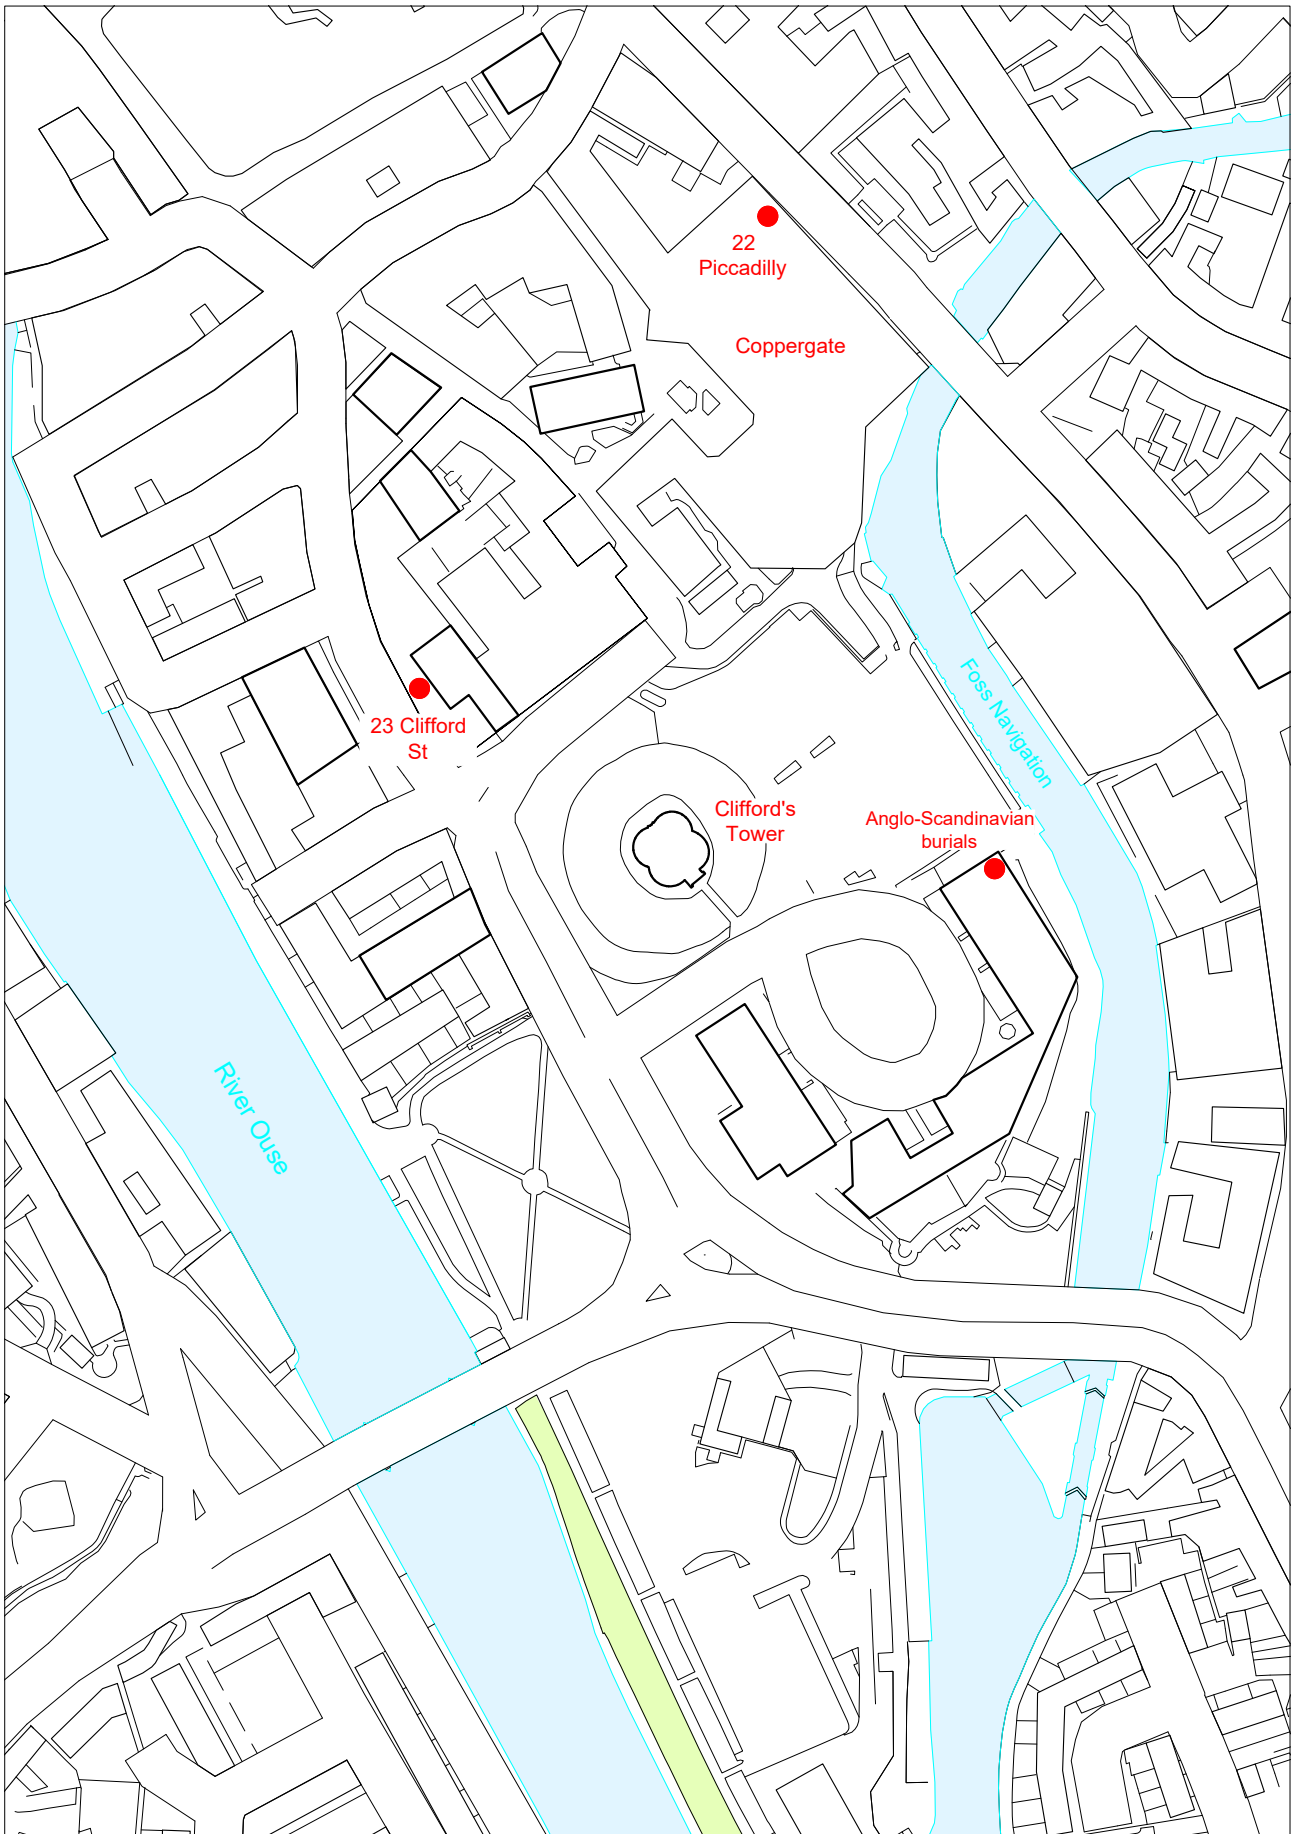 22
Piccadilly
Coppergate
Foss Navigation
23 Clifford
St
Clifford's
Tower
Anglo-Scandinavian
burials
River Ouse